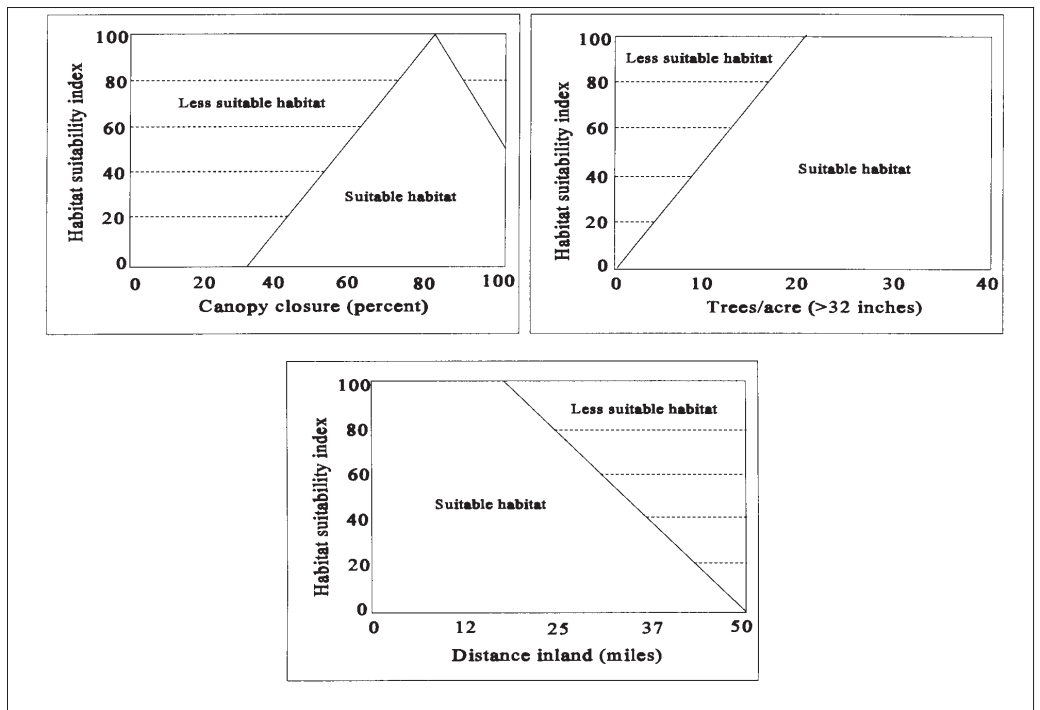 Habitat suitability index
100
80
60
40
20
0
Less suitable habitat
Suitable habitat
0 20 40 60 80 100
Canopy closure (percent)
Habitat suitability index
100
80
60
40
20
0
Less suitable habitat
Suitable habitat
0 10 20 30 40
Trees/acre (>32 inches)
Habitat suitability index
100
80
60
40
20
0
Less suitable habitat
Suitable habitat
0 12 25 37 50
Distance inland (miles)